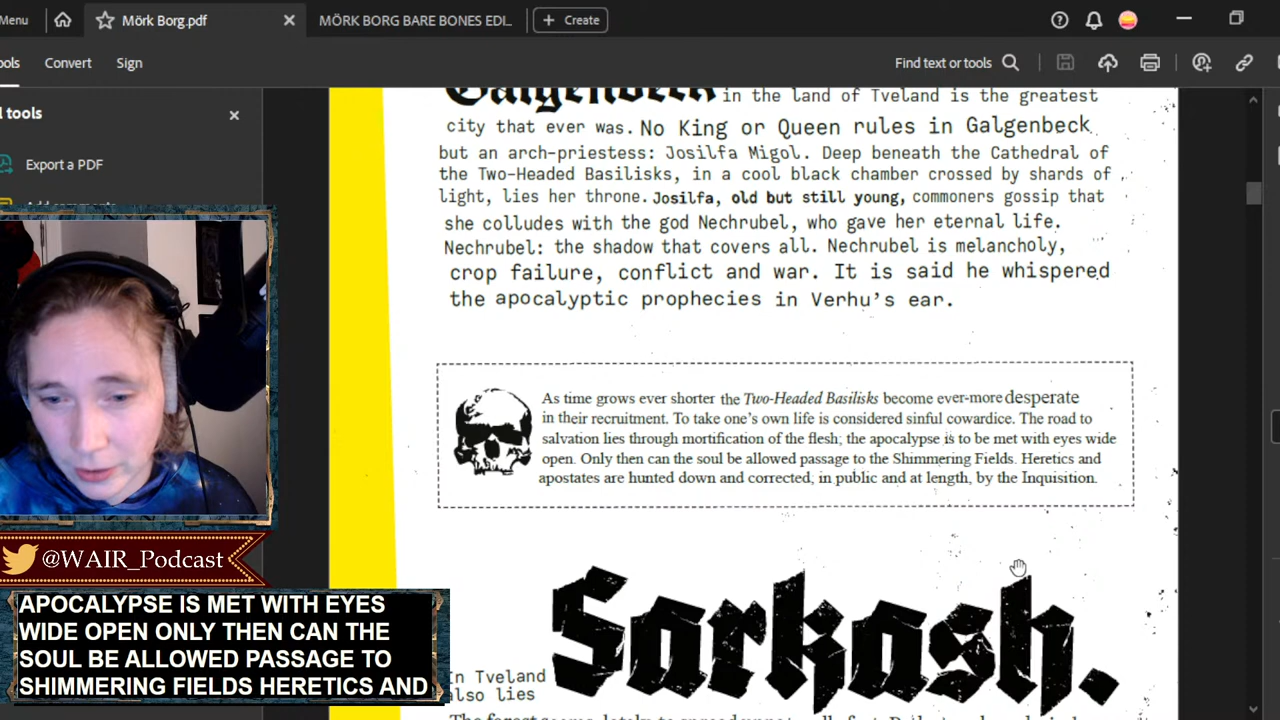 Menu
Mörk Borg.pdf
MÖRK BORG BARE BONES EDI...
Create
ools
Convert
Sign
Find text or tools
l tools
Export a PDF
Galgenbeck in the land of Tveland is the greatest
city that ever was. No King or Queen rules in Galgenbeck
but an arch-priestess: Josilfa Migol. Deep beneath the Cathedral of
the Two-Headed Basilisks, in a cool black chamber crossed by shards of
light, lies her throne. Josilfa, old but still young, commoners gossip that
she colludes with the god Nechrubel, who gave her eternal life.
Nechrubel: the shadow that covers all. Nechrubel is melancholy,
crop failure, conflict and war. It is said he whispered
the apocalyptic prophecies in Verhu's ear.
As time grows ever shorter the Two-Headed Basilisks become ever-more desperate
in their recruitment. To take one's own life is considered sinful cowardice. The road to
salvation lies through mortification of the flesh; the apocalypse is to be met with eyes wide
open. Only then can the soul be allowed passage to the Shimmering Fields. Heretics and
apostates are hunted down and corrected, in public and at length, by the Inquisition.
In Tveland
also lies
Sarkash.
@WAIR_Podcast
APOCALYPSE IS MET WITH EYES
WIDE OPEN ONLY THEN CAN THE
SOUL BE ALLOWED PASSAGE TO
SHIMMERING FIELDS HERETICS AND